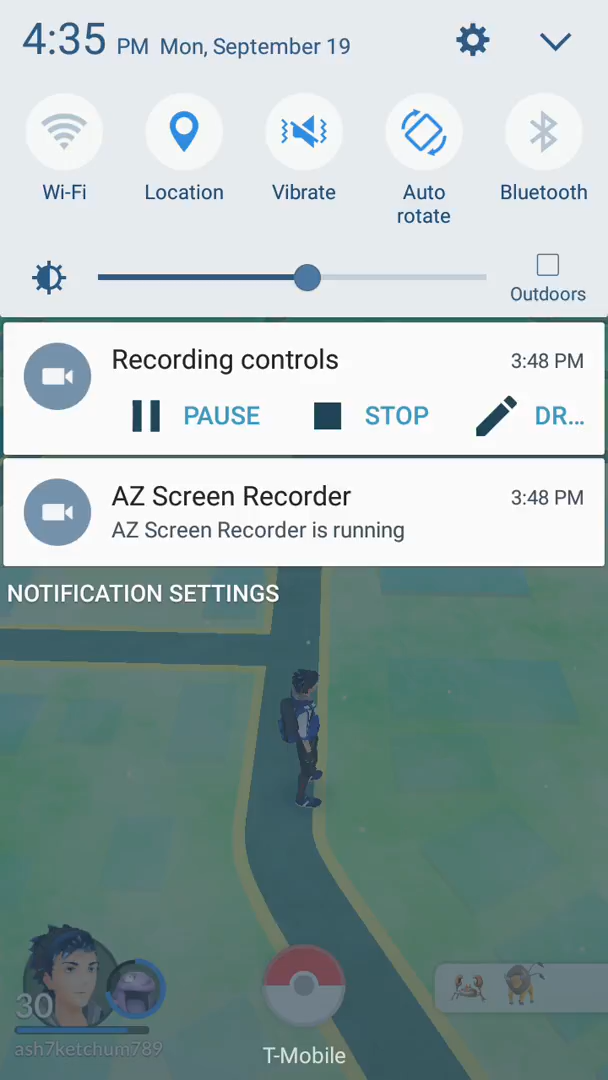 4:35 PM Mon, September 19
Wi-Fi
Location
Vibrate
Auto
rotate
Bluetooth
Outdoors
Recording controls
3:48 PM
PAUSE
STOP
DR...
AZ Screen Recorder
3:48 PM
AZ Screen Recorder is running
NOTIFICATION SETTINGS
30
ash7ketchum789
T-Mobile